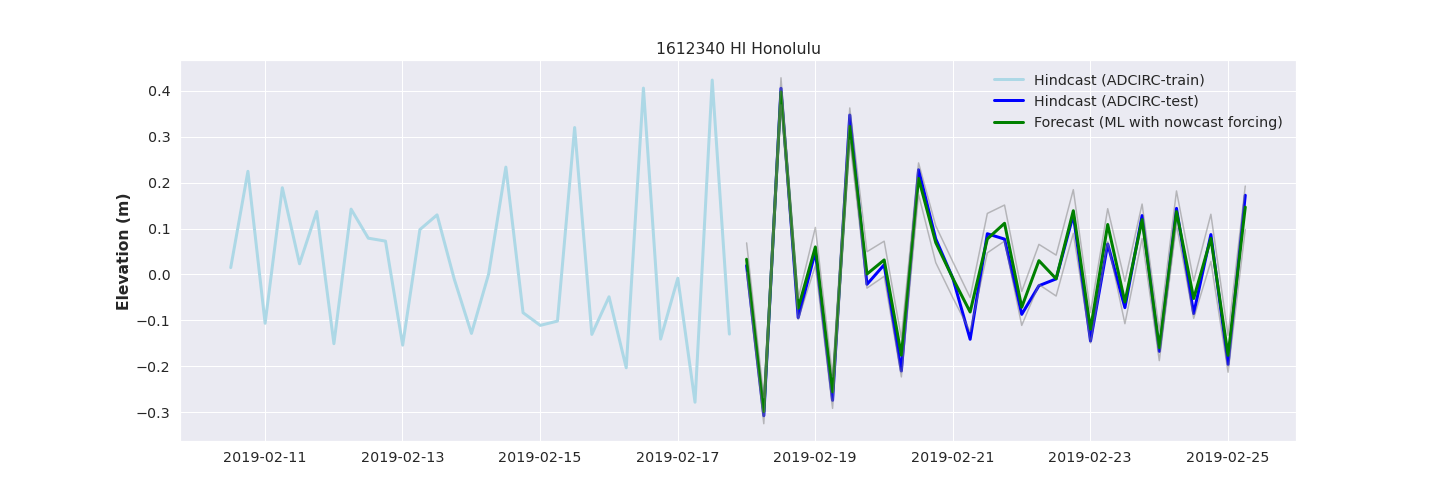 1612340 HI Honolulu
Hindcast (ADCIRC-train)
Hindcast (ADCIRC-test)
Forecast (ML with nowcast forcing)
Elevation (m)
0.4
0.3
0.2
0.1
0.0
−0.1
−0.2
−0.3
2019-02-11 2019-02-13 2019-02-15 2019-02-17 2019-02-19 2019-02-21 2019-02-23 2019-02-25